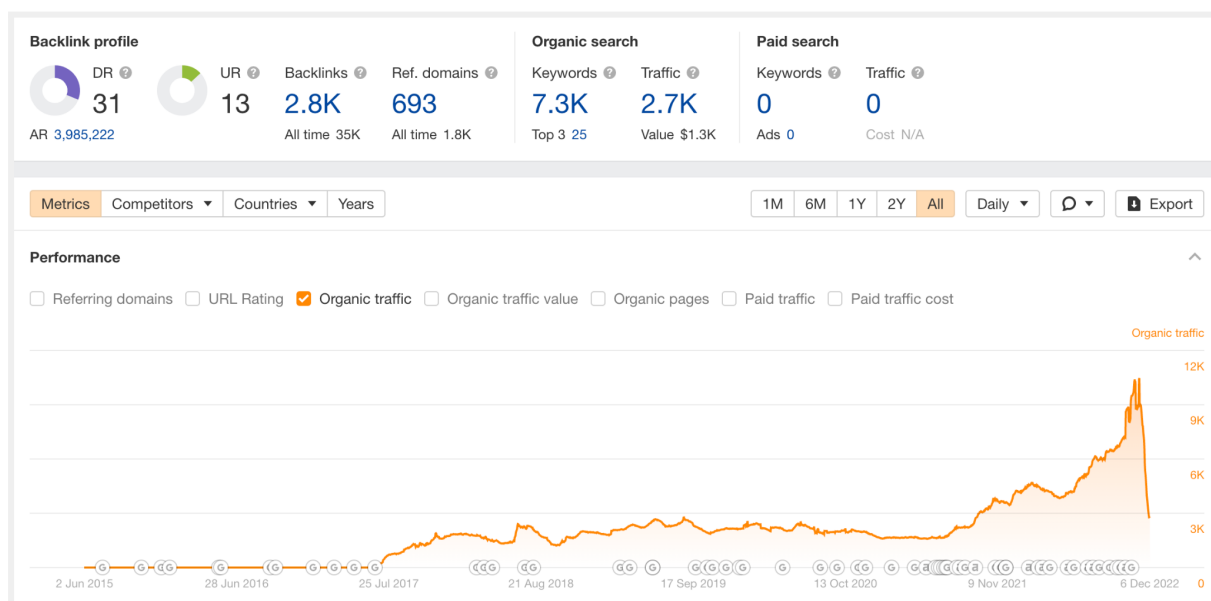 Backlink profile
Organic search
Paid search
DR ?
UR ?
Backlinks ?
Ref. domains ?
Keywords ?
Traffic ?
Keywords ?
Traffic ?
31
13
2.8K
693
7.3K
2.7K
0
0
AR 3,985,222
All time 35K
All time 1.8K
Top 3 25
Value $1.3K
Ads 0
Cost N/A
Metrics
Competitors
Countries
Years
1M
6M
1Y
2Y
All
Daily
Export
Performance
Referring domains
URL Rating
Organic traffic
Organic traffic value
Organic pages
Paid traffic
Paid traffic cost
Organic traffic
12K
9K
6K
3K
2 Jun 2015
28 Jun 2016
25 Jul 2017
21 Aug 2018
17 Sep 2019
13 Oct 2020
9 Nov 2021
6 Dec 2022
0